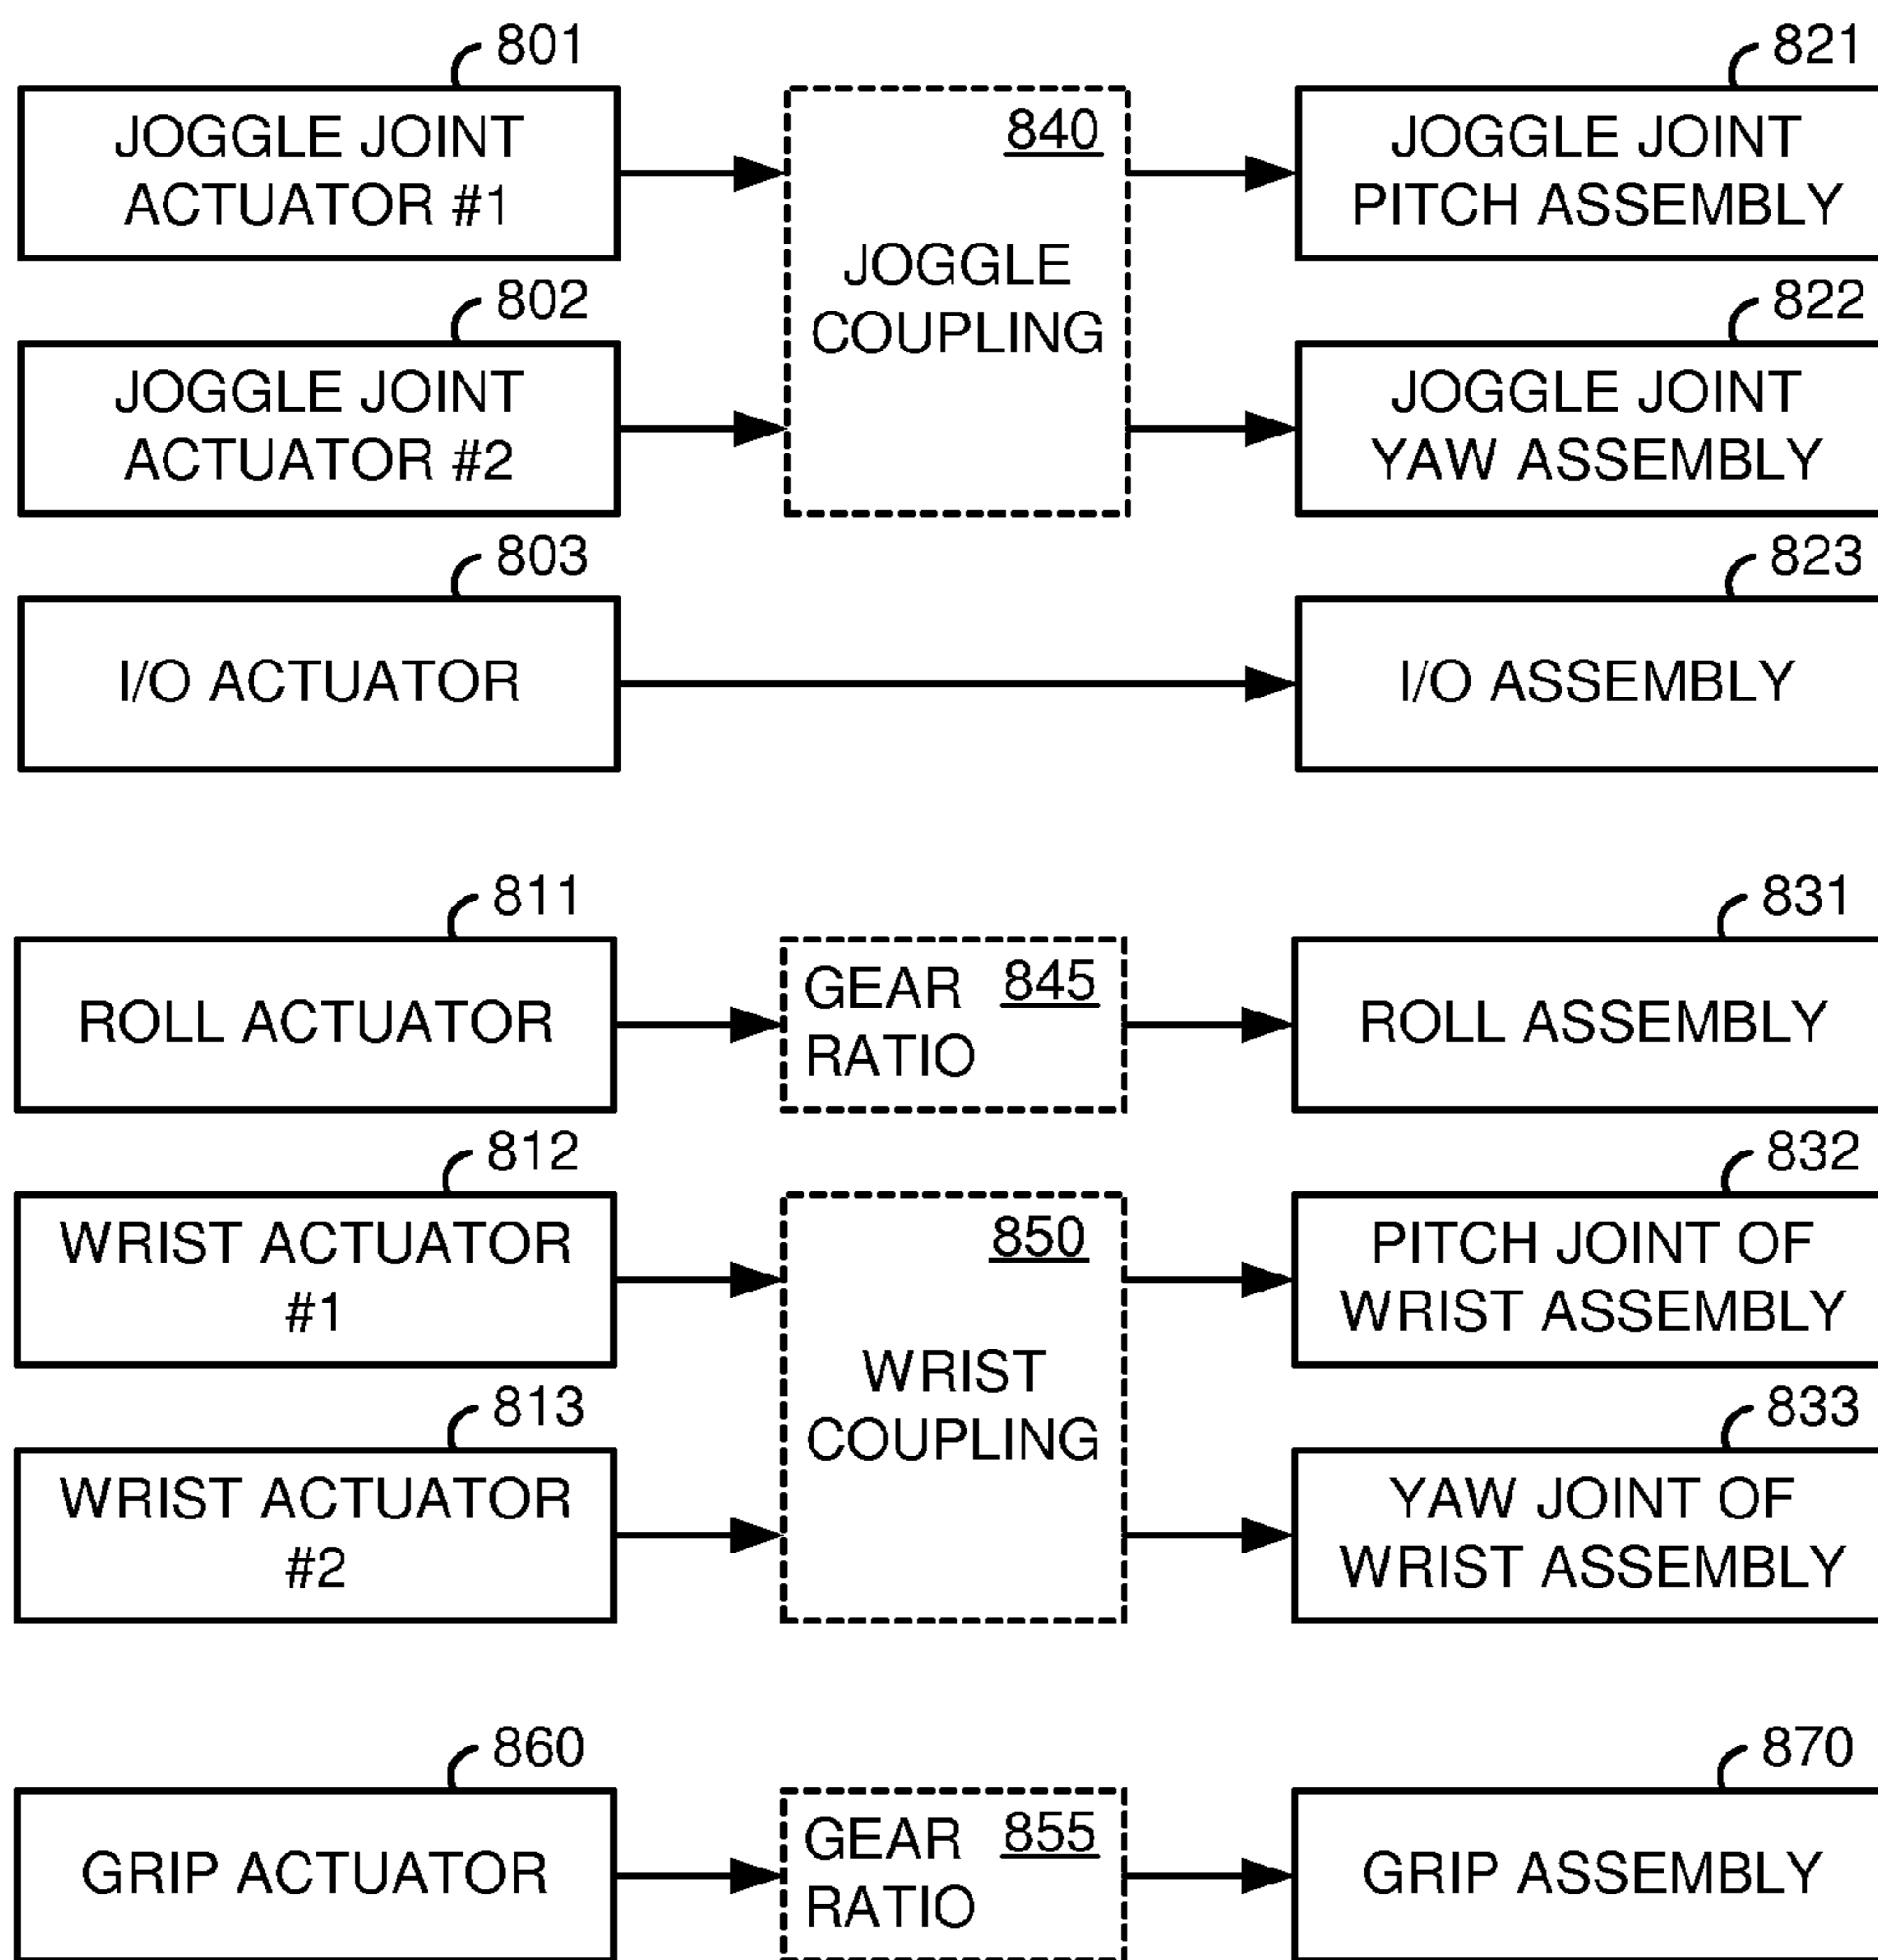 801
821
JOGGLE JOINT
ACTUATOR #1
840
JOGGLE
COUPLING
JOGGLE JOINT
PITCH ASSEMBLY
802
822
JOGGLE JOINT
ACTUATOR #2
JOGGLE JOINT
YAW ASSEMBLY
803
823
I/O ACTUATOR
I/O ASSEMBLY
811
831
ROLL ACTUATOR
GEAR 845
RATIO
ROLL ASSEMBLY
812
832
WRIST ACTUATOR
#1
850
WRIST
COUPLING
PITCH JOINT OF
WRIST ASSEMBLY
813
833
WRIST ACTUATOR
#2
YAW JOINT OF
WRIST ASSEMBLY
860
870
GRIP ACTUATOR
GEAR 855
RATIO
GRIP ASSEMBLY